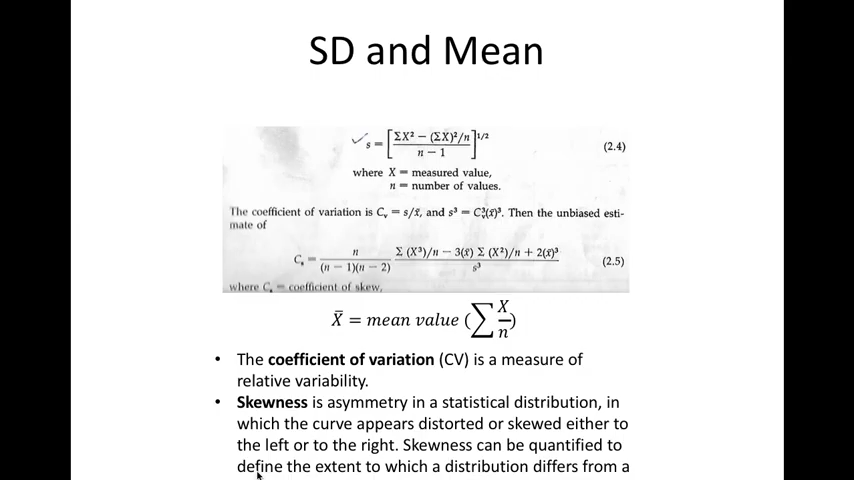 SD and Mean
s = [ΣX² − (ΣX)²/n / n − 1]^1/2 (2.4)
where X = measured value,
n = number of values.
The coefficient of variation is Cᵥ = s/x̄, and s³ = Cᵥ³(x̄)³. Then the unbiased esti-
mate of
Cₛ = n / (n − 1)(n − 2) Σ (X³)/n − 3(x̄) Σ (X²)/n + 2(x̄)³ / s³ (2.5)
where Cₛ = coefficient of skew,
X̄ = mean value (∑ X/n)
• The coefficient of variation (CV) is a measure of
relative variability.
• Skewness is asymmetry in a statistical distribution, in
which the curve appears distorted or skewed either to
the left or to the right. Skewness can be quantified to
define the extent to which a distribution differs from a